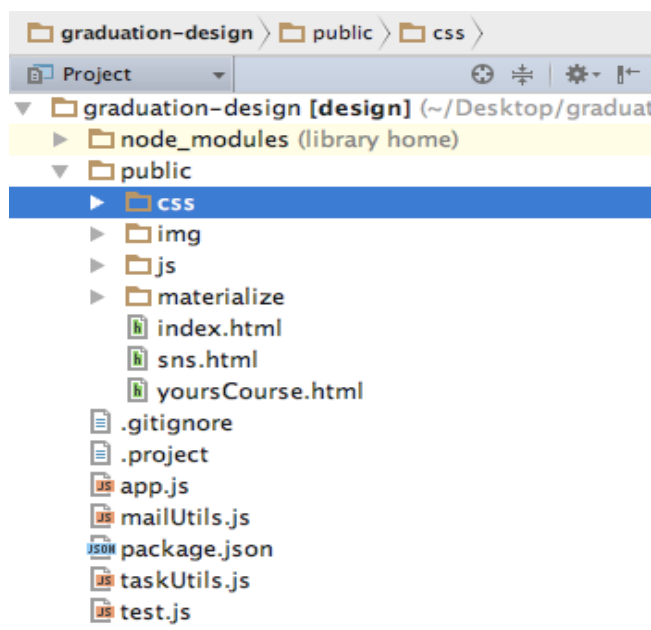 graduation-design public css
Project
graduation-design [design] (~/Desktop/graduat
node_modules (library home)
public
css
img
js
materialize
index.html
sns.html
yoursCourse.html
.gitignore
.project
app.js
mailUtils.js
package.json
taskUtils.js
test.js